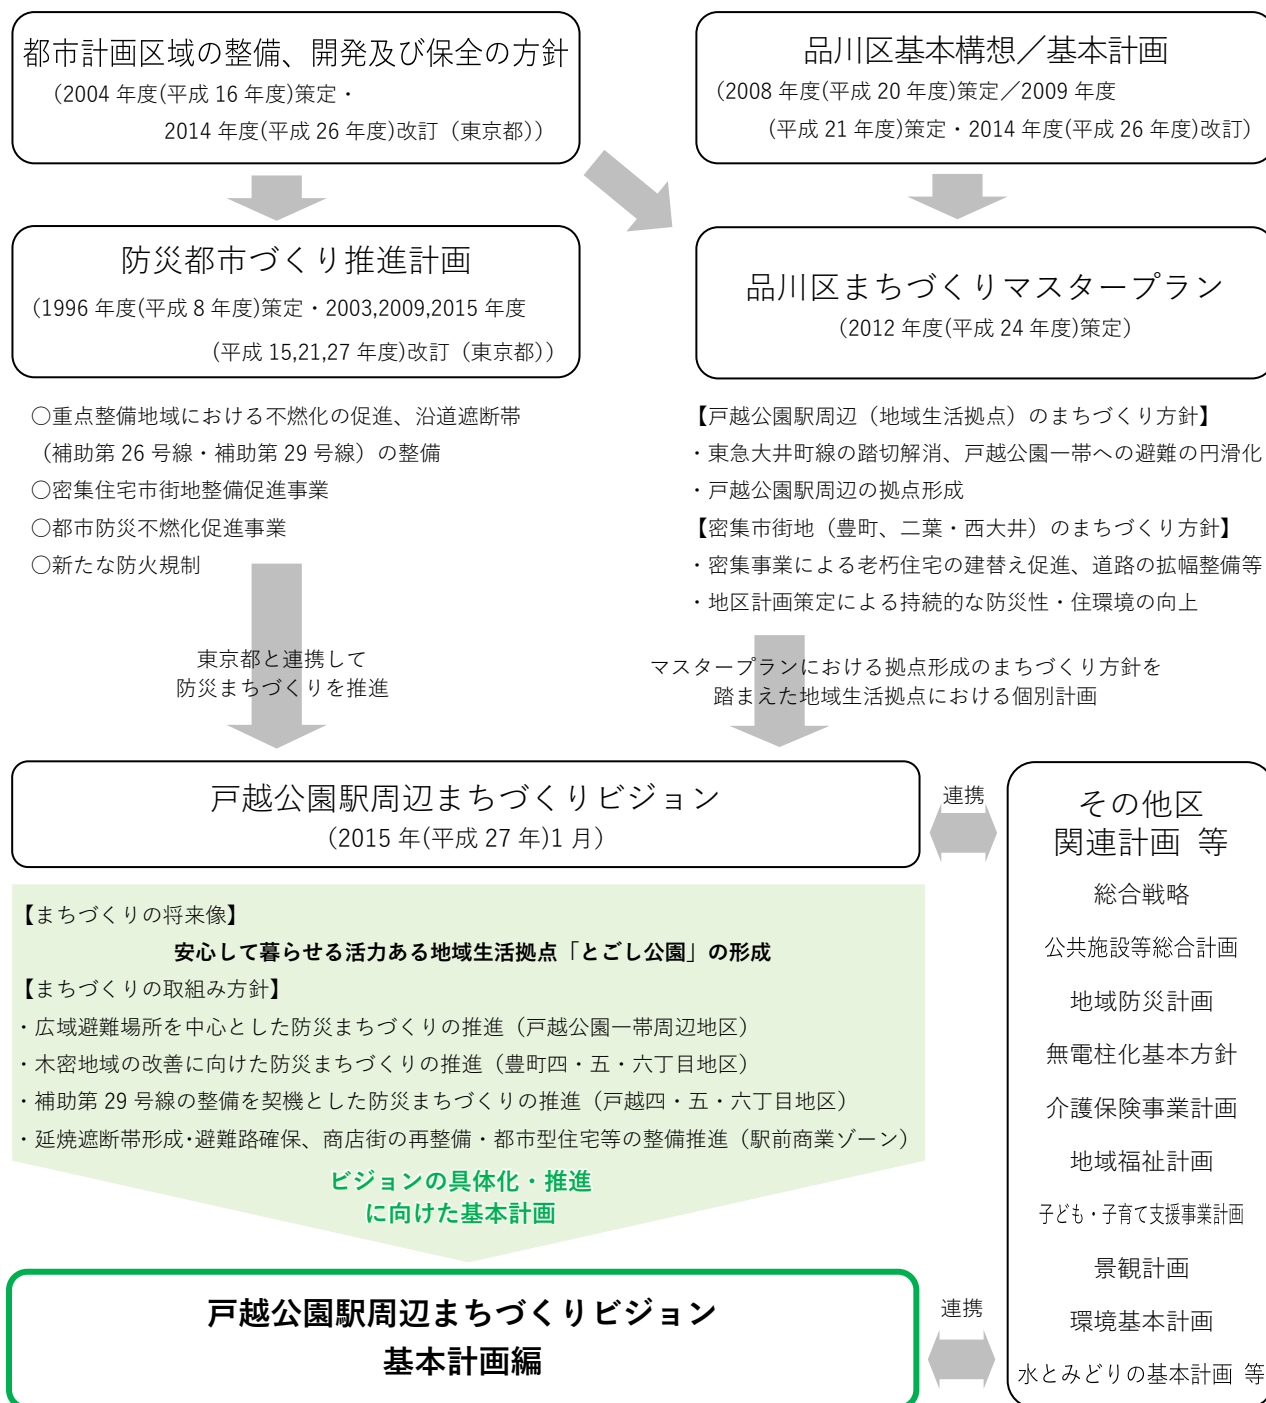 都市計画区域の整備、開発及び保全の方針
(2004 年度(平成 16 年度)策定・
2014 年度(平成 26 年度)改訂（東京都))
品川区基本構想／基本計画
(2008 年度(平成 20 年度)策定／2009 年度
(平成 21 年度)策定・2014 年度(平成 26 年度)改訂)
防災都市づくり推進計画
(1996 年度(平成 8 年度)策定・2003,2009,2015 年度
(平成 15,21,27 年度)改訂（東京都))
品川区まちづくりマスタープラン
(2012 年度(平成 24 年度)策定)
○重点整備地域における不燃化の促進、沿道遮断帯
（補助第 26 号線・補助第 29 号線）の整備
○密集住宅市街地整備促進事業
○都市防災不燃化促進事業
○新たな防火規制
【戸越公園駅周辺（地域生活拠点）のまちづくり方針】
・東急大井町線の踏切解消、戸越公園一帯への避難の円滑化
・戸越公園駅周辺の拠点形成
【密集市街地（豊町、二葉・西大井）のまちづくり方針】
・密集事業による老朽住宅の建替え促進、道路の拡幅整備等
・地区計画策定による持続的な防災性・住環境の向上
東京都と連携して
防災まちづくりを推進
マスタープランにおける拠点形成のまちづくり方針を
踏まえた地域生活拠点における個別計画
戸越公園駅周辺まちづくりビジョン
(2015 年(平成 27 年)1 月)
連携
【まちづくりの将来像】
安心して暮らせる活力ある地域生活拠点「とごし公園」の形成
【まちづくりの取組み方針】
・広域避難場所を中心とした防災まちづくりの推進（戸越公園一帯周辺地区）
・木密地域の改善に向けた防災まちづくりの推進（豊町四・五・六丁目地区）
・補助第 29 号線の整備を契機とした防災まちづくりの推進（戸越四・五・六丁目地区）
・延焼遮断帯形成･避難路確保、商店街の再整備・都市型住宅等の整備推進（駅前商業ゾーン）
ビジョンの具体化・推進
に向けた基本計画
戸越公園駅周辺まちづくりビジョン
基本計画編
連携
その他区
関連計画 等
総合戦略
公共施設等総合計画
地域防災計画
無電柱化基本方針
介護保険事業計画
地域福祉計画
子ども・子育て支援事業計画
景観計画
環境基本計画
水とみどりの基本計画 等